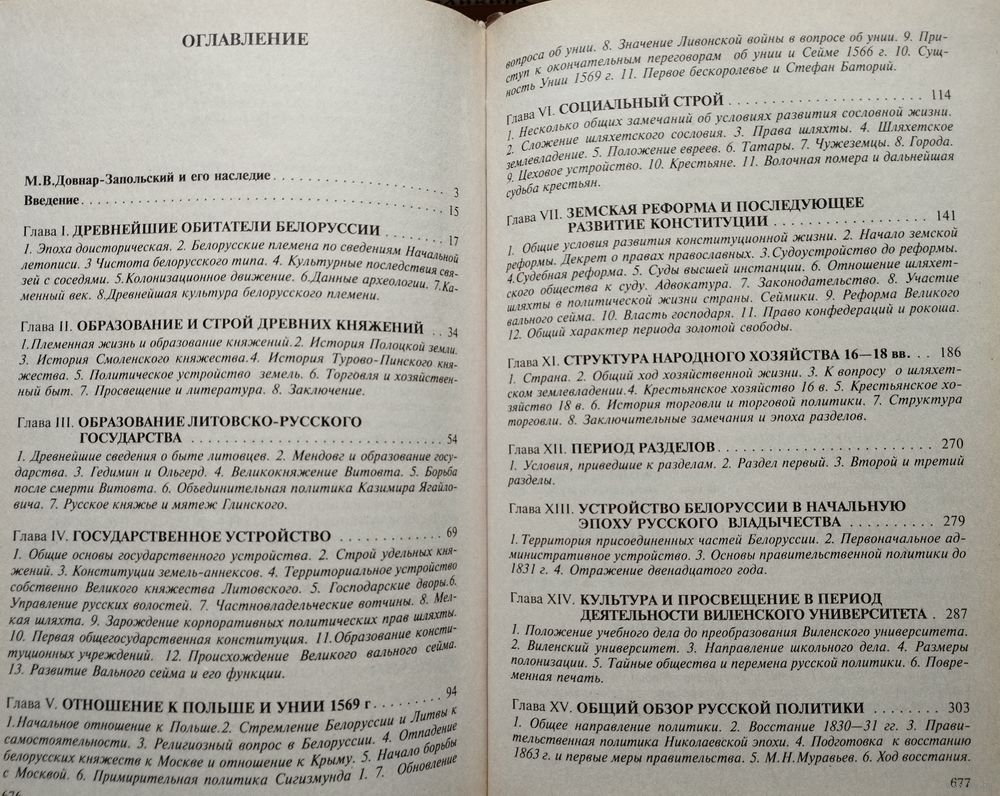 ОГЛАВЛЕНИЕ
М.В.Довнар-Запольский и его наследие . . . . . . . . . . . . . . . . . . . . . 3
Введение . . . . . . . . . . . . . . . . . . . . . . . . . . . . . . . . . . . . . . . . . . 15
Глава I. ДРЕВНЕЙШИЕ ОБИТАТЕЛИ БЕЛОРУССИИ . . . . . . . . 17
1. Эпоха доисторическая. 2. Белорусские племена по сведениям Начальной
летописи. 3 Чистота белорусского типа. 4. Культурные последствия свя-
зей с соседями. 5.Колонизационное движение. 6.Данные археологии. 7.Ка-
менный век. 8.Древнейшая культура белорусского племени.
Глава II. ОБРАЗОВАНИЕ И СТРОЙ ДРЕВНИХ КНЯЖЕНИЙ . . 34
1.Племенная жизнь и образование княжений.2. История Полоцкой земли.
3. История Смоленского княжества.4. История Турово-Пинского кня-
жества. 5. Политическое устройство земель. 6. Торговля и хозяйствен-
ный быт. 7. Просвещение и литература. 8. Заключение.
Глава III. ОБРАЗОВАНИЕ ЛИТОВСКО-РУССКОГО
ГОСУДАРСТВА . . . . . . . . . . . . . . . . . . . . . . . . . . 54
1. Древнейшие сведения о быте литовцев. 2. Мендовг и образование госу-
дарства. 3. Гедимин и Ольгерд. 4. Великокняжение Витовта. 5. Борьба
после смерти Витовта. 6. Объединительная политика Казимира Ягайло-
вича. 7. Русское княжье и мятеж Глинского.
Глава IV. ГОСУДАРСТВЕННОЕ УСТРОЙСТВО . . . . . . . . . . . . . 69
1. Общие основы государственного устройства. 2. Строй удельных кня-
жений. 3. Конституции земель-аннексов. 4. Территориальное устройство
собственно Великого княжества Литовского. 5. Господарские дворы.6.
Управление русских волостей. 7. Частновладельческие вотчины. 8. Мел-
кая шляхта. 9. Зарождение корпоративных политических прав шляхты.
10. Первая общегосударственная конституция. 11.Образование консти-
туционных учреждений. 12. Происхождение Великого вального сейма.
13. Развитие Вального сейма и его функции.
Глава V. ОТНОШЕНИЕ К ПОЛЬШЕ И УНИИ 1569 г . . . . . . . . . 94
1.Начальное отношение к Польше.2. Стремление Белоруссии и Литвы к
самостоятельности. 3. Религиозный вопрос в Белоруссии. 4. Отпадение
белорусских княжеств к Москве и отношение к Крыму. 5. Начало борьбы
с Москвой. 6. Примирительная политика Сигизмунда I. 7. Обновление
676
вопроса об унии. 8. Значение Ливонской войны в вопросе об унии. 9. При-
ступ к окончательным переговорам об унии и Сейме 1566 г. 10. Сущ-
ность Унии 1569 г. 11. Первое бескоролевье и Стефан Баторий.
Глава VI. СОЦИАЛЬНЫЙ СТРОЙ . . . . . . . . . . . . . . . . . . . . . . . 114
1. Несколько общих замечаний об условиях развития сословной жизни.
2. Сложение шляхетского сословия. 3. Права шляхты. 4. Шляхетское
землевладение. 5. Положение евреев. 6. Татары. 7. Чужеземцы. 8. Города.
9. Цеховое устройство. 10. Крестьяне. 11. Волочная помера и дальнейшая
судьба крестьян.
Глава VII. ЗЕМСКАЯ РЕФОРМА И ПОСЛЕДУЮЩЕЕ
РАЗВИТИЕ КОНСТИТУЦИИ . . . . . . . . . . . . . . . . . . 141
1. Общие условия развития конституционной жизни. 2. Начало земской
реформы. Декрет о правах православных. 3.Судоустройство до реформы.
4.Судебная реформа. 5. Суды высшей инстанции. 6. Отношение шляхет-
ского общества к суду. Адвокатура. 7. Законодательство. 8. Участие
шляхты в политической жизни страны. Сеймики. 9. Реформа Великого
вального сейма. 10. Власть господаря. 11. Право конфедераций и рокоша.
12. Общий характер периода золотой свободы.
Глава XI. СТРУКТУРА НАРОДНОГО ХОЗЯЙСТВА 16—18 вв. . . 186
1. Страна. 2. Общий ход хозяйственной жизни. 3. К вопросу о шляхет-
ском землевладении.4. Крестьянское хозяйство 16 в. 5. Крестьянское хо-
зяйство 18 в. 6. История торговли и торговой политики. 7. Структура
торговли. 8. Заключительные замечания и эпоха разделов.
Глава XII. ПЕРИОД РАЗДЕЛОВ . . . . . . . . . . . . . . . . . . . . . . . . . 270
1. Условия, приведшие к разделам. 2. Раздел первый. 3. Второй и третий
разделы.
Глава XIII. УСТРОЙСТВО БЕЛОРУССИИ В НАЧАЛЬНУЮ
ЭПОХУ РУССКОГО ВЛАДЫЧЕСТВА . . . . . . . . . . 279
1.Территория присоединенных частей Белоруссии. 2. Первоначальное ад-
министративное устройство. 3. Основы правительственной политики до
1831 г. 4. Отражение двенадцатого года.
Глава XIV. КУЛЬТУРА И ПРОСВЕЩЕНИЕ В ПЕРИОД
ДЕЯТЕЛЬНОСТИ ВИЛЕНСКОГО УНИВЕРСИТЕТА . 287
1. Положение учебного дела до преобразования Виленского университета.
2. Виленский университет. 3. Направление школьного дела. 4. Размеры
полонизации. 5. Тайные общества и перемена русской политики. 6. Повре-
менная печать.
Глава XV. ОБЩИЙ ОБЗОР РУССКОЙ ПОЛИТИКИ . . . . . . . . 303
1. Общее направление политики. 2. Восстание 1830—31 гг. 3. Прави-
тельственная политика Николаевской эпохи. 4. Подготовка к восстанию
1863 г. и первые меры правительства. 5. М.Н.Муравьев. 6. Ход восстания.
677